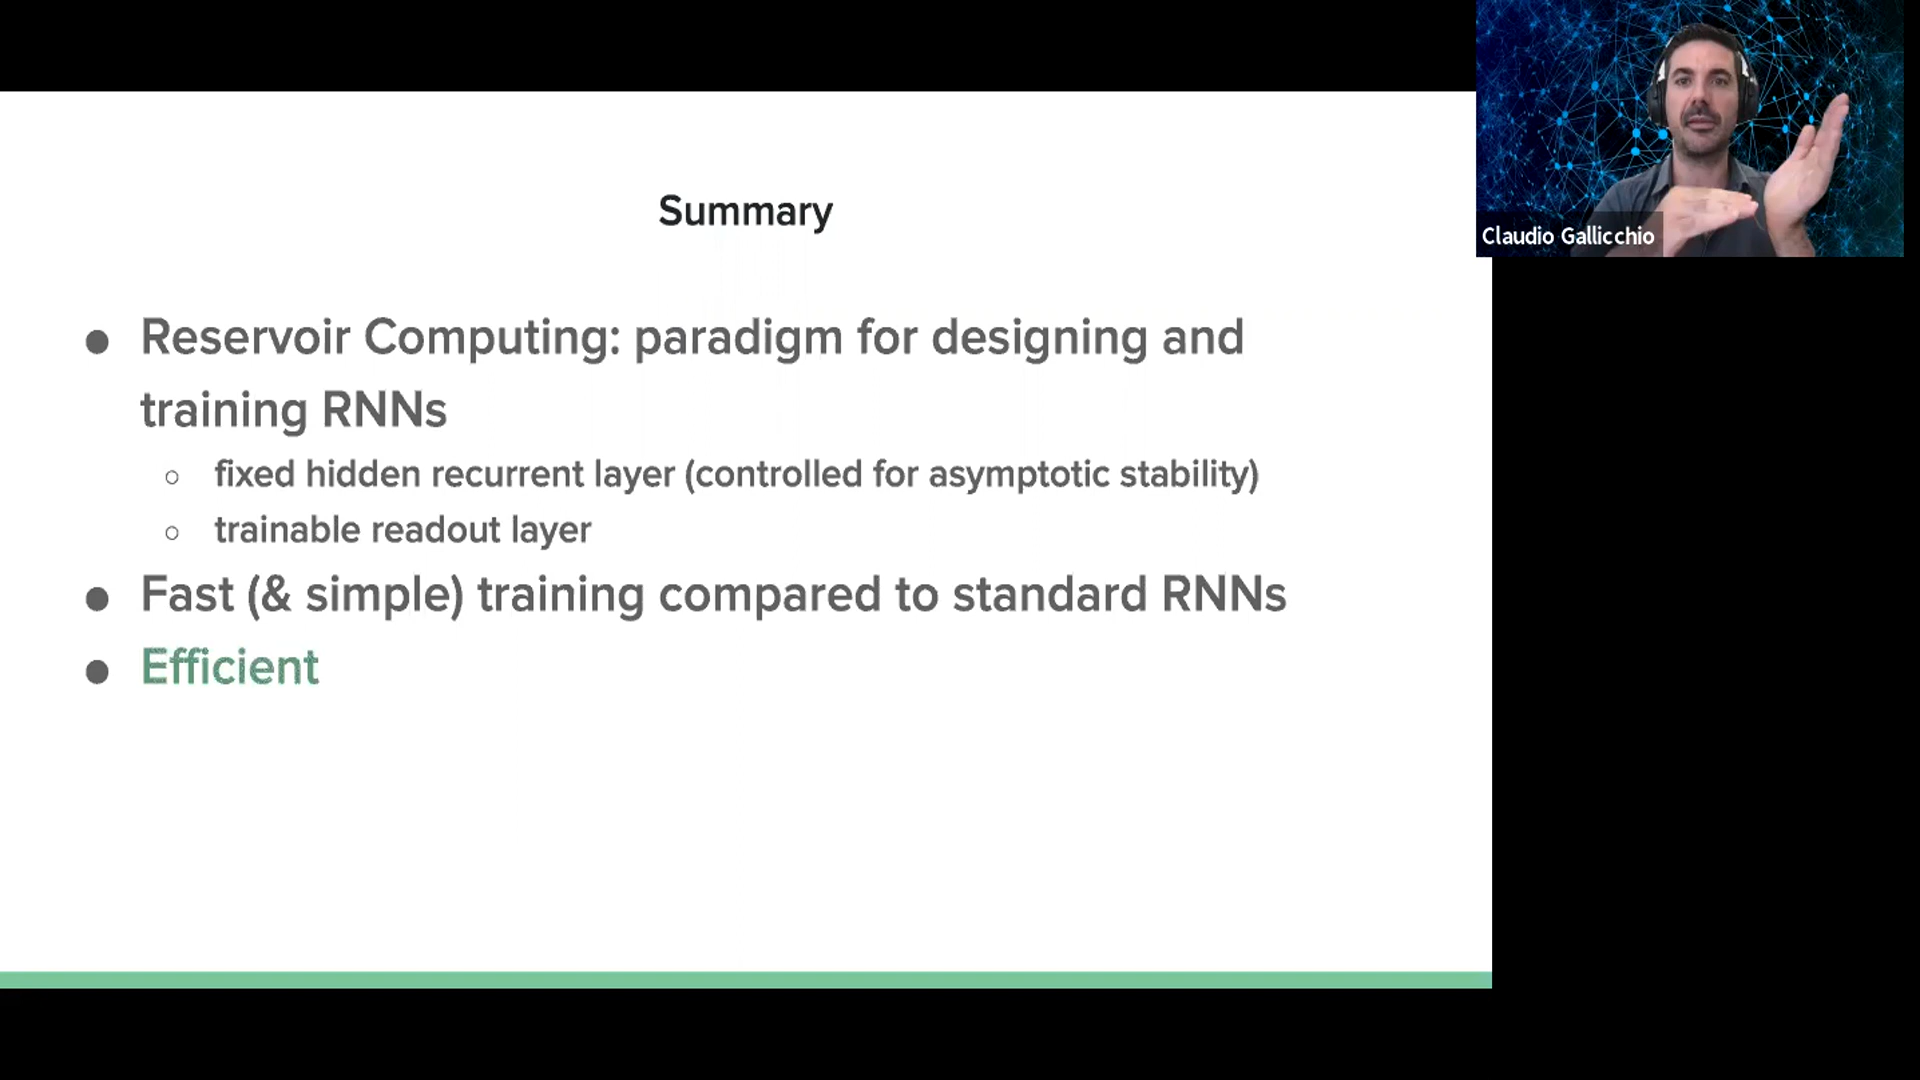 Summary
● Reservoir Computing: paradigm for designing and
training RNNs
○ fixed hidden recurrent layer (controlled for asymptotic stability)
○ trainable readout layer
● Fast (& simple) training compared to standard RNNs
● Efficient
Claudio Gallicchio